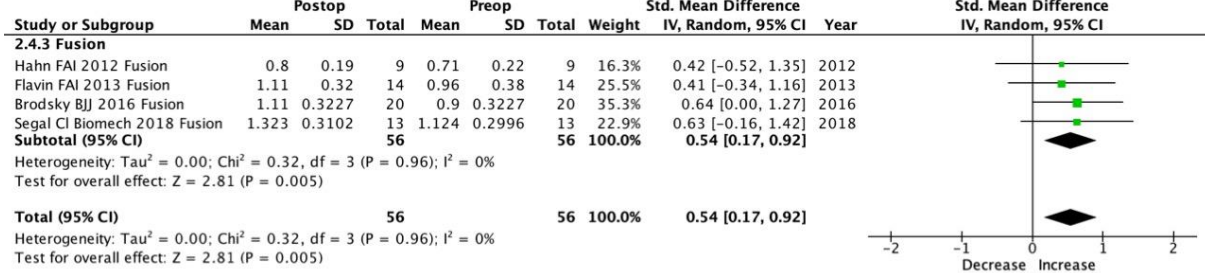 Postop Preop Std. Mean Difference Std. Mean Difference
Study or Subgroup Mean SD Total Mean SD Total Weight IV, Random, 95% CI Year IV, Random, 95% CI
2.4.3 Fusion
Hahn FAI 2012 Fusion 0.8 0.19 9 0.71 0.22 9 16.3% 0.42 [-0.52, 1.35] 2012
Flavin FAI 2013 Fusion 1.11 0.32 14 0.96 0.38 14 25.5% 0.41 [-0.34, 1.16] 2013
Brodsky BJJ 2016 Fusion 1.11 0.3227 20 0.9 0.3227 20 35.3% 0.64 [0.00, 1.27] 2016
Segal Cl Biomech 2018 Fusion 1.323 0.3102 13 1.124 0.2996 13 22.9% 0.63 [-0.16, 1.42] 2018
Subtotal (95% CI) 56 56 100.0% 0.54 [0.17, 0.92]
Heterogeneity: Tau² = 0.00; Chi² = 0.32, df = 3 (P = 0.96); I² = 0%
Test for overall effect: Z = 2.81 (P = 0.005)
Total (95% CI) 56 56 100.0% 0.54 [0.17, 0.92]
Heterogeneity: Tau² = 0.00; Chi² = 0.32, df = 3 (P = 0.96); I² = 0%
Test for overall effect: Z = 2.81 (P = 0.005)
-2 -1 0 1 2
Decrease Increase